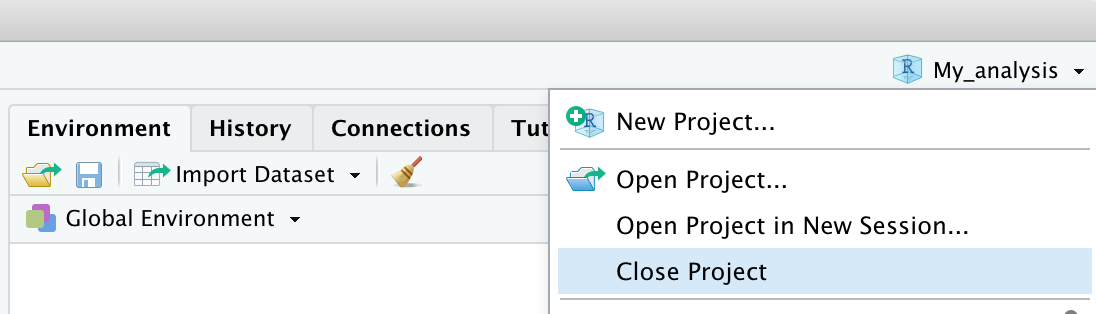 My_analysis
Environment History Connections Tut
New Project...
Import Dataset
Open Project...
Global Environment
Open Project in New Session...
Close Project